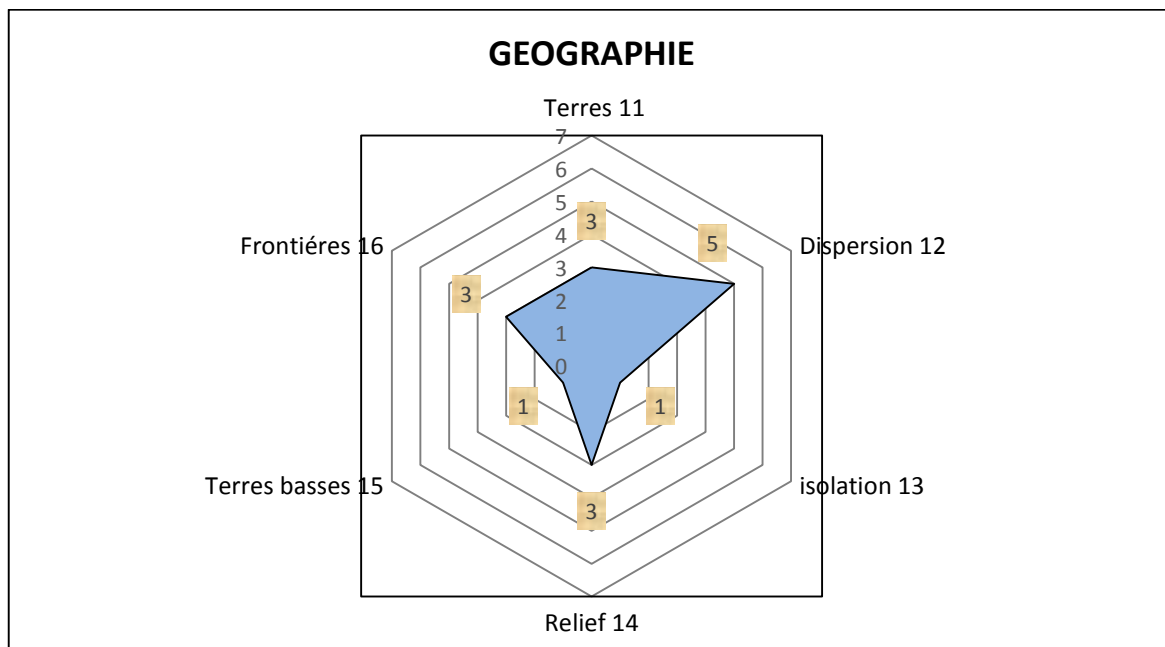 GEOGRAPHIE
Terres 11
7
6
5
4
3
2
1
0
3
5
Dispersion 12
Frontiéres 16
3
1
1
Terres basses 15
isolation 13
3
Relief 14